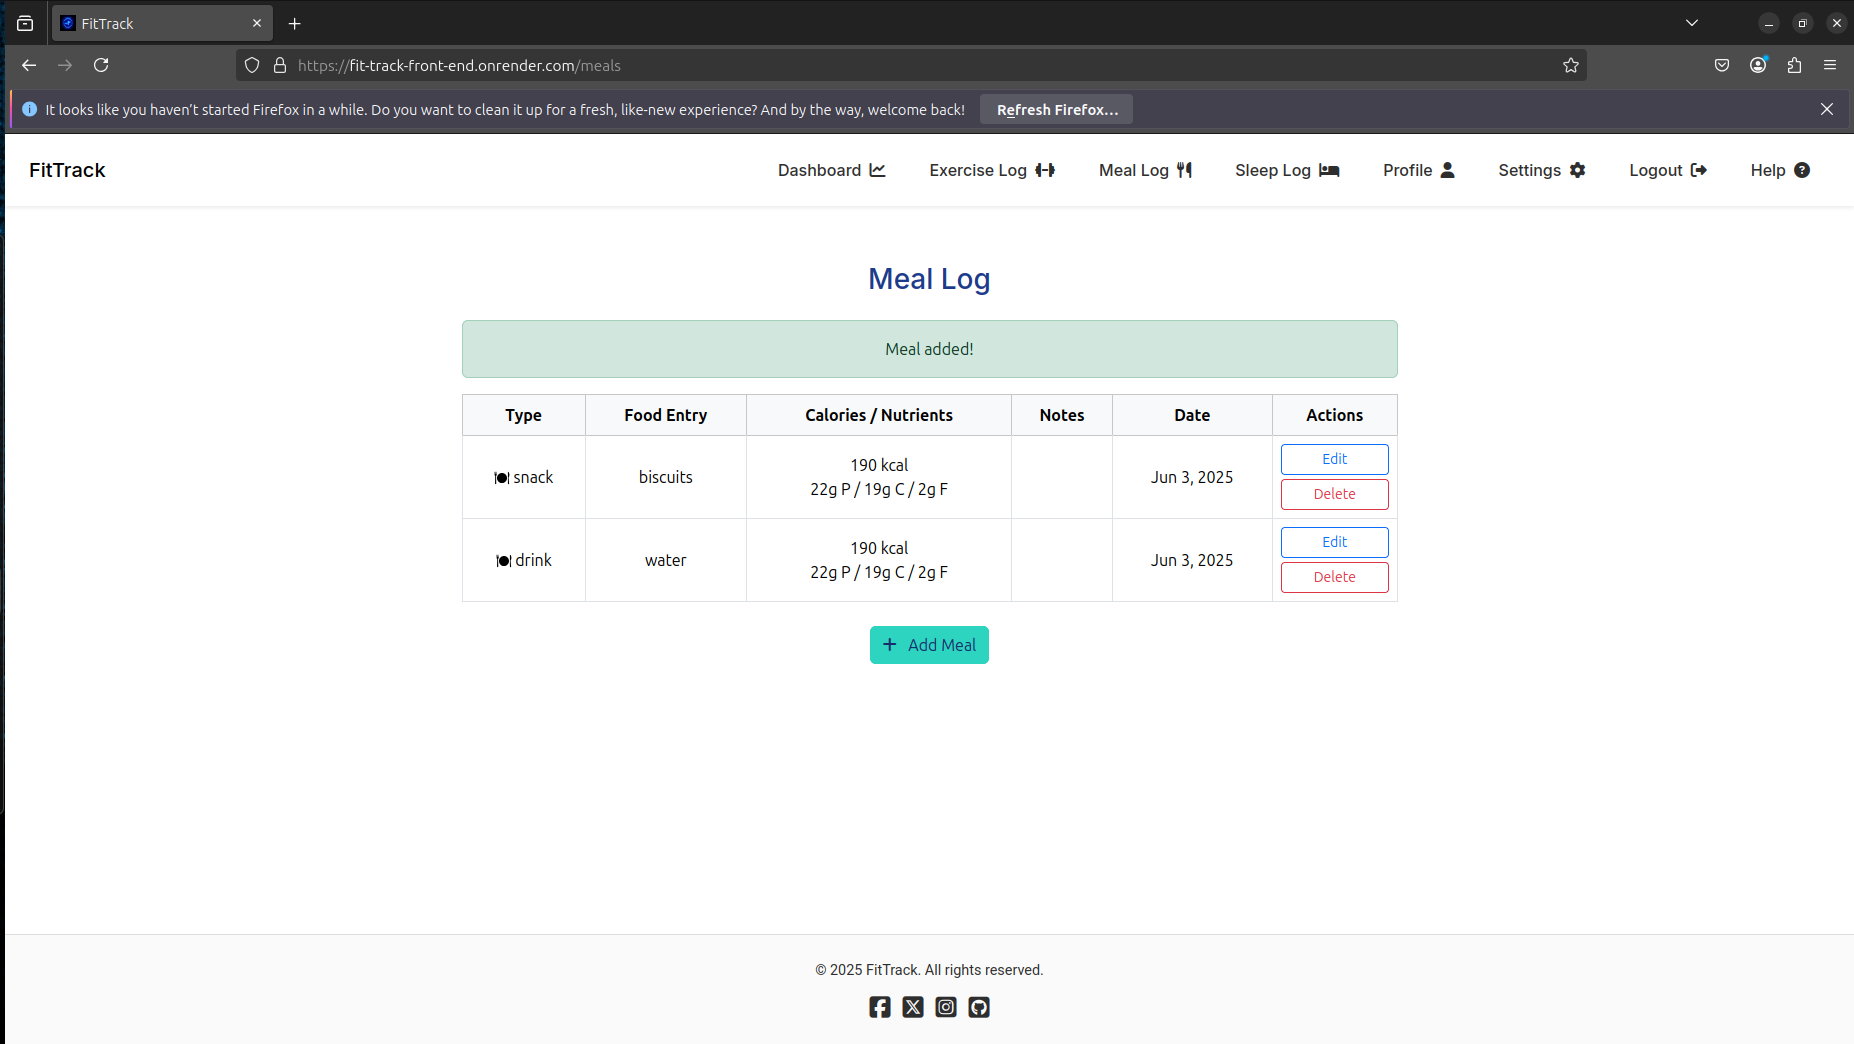 FitTrack
https://fit-track-front-end.onrender.com/meals
It looks like you haven't started Firefox in a while. Do you want to clean it up for a fresh, like-new experience? And by the way, welcome back! Refresh Firefox...
FitTrack Dashboard Exercise Log Meal Log Sleep Log Profile Settings Logout Help
Meal Log
Meal added!
Type Food Entry Calories / Nutrients Notes Date Actions
snack biscuits 190 kcal 22g P / 19g C / 2g F Jun 3, 2025 Edit Delete
drink water 190 kcal 22g P / 19g C / 2g F Jun 3, 2025 Edit Delete
+ Add Meal
© 2025 FitTrack. All rights reserved.